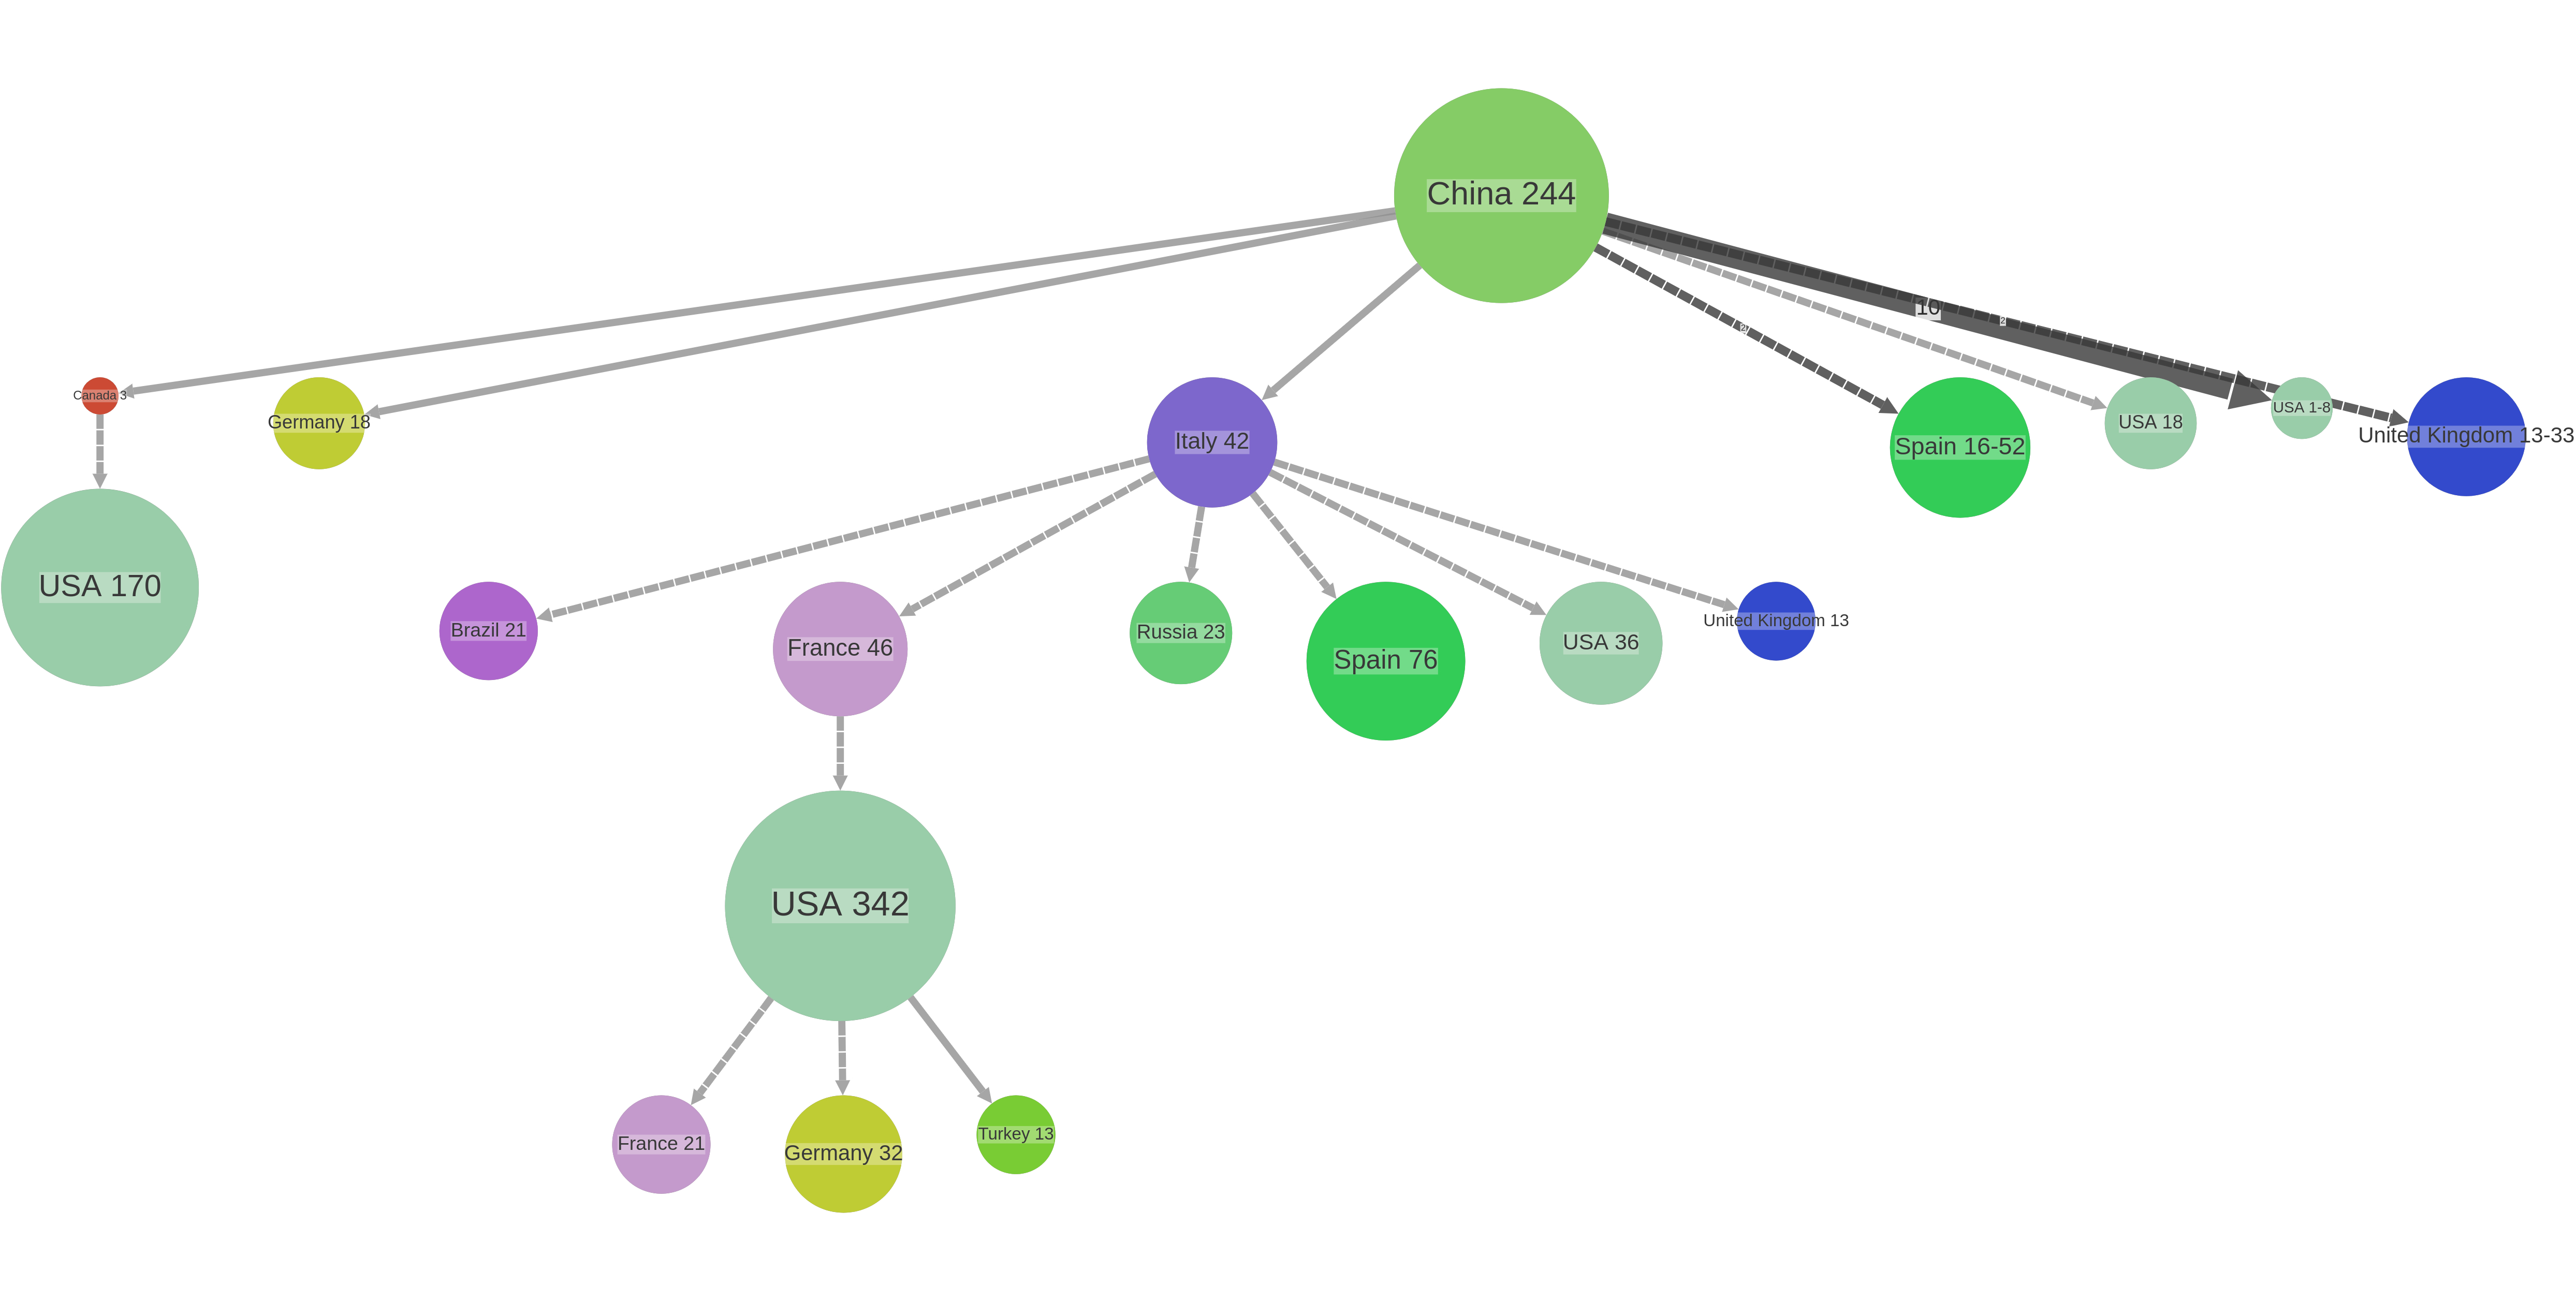 China 244
10
2
2
Canada 3
Germany 18
Italy 42
Spain 16-52
USA 18
USA 1-8
United Kingdom 13-33
USA 170
Brazil 21
France 46
Russia 23
Spain 76
USA 36
United Kingdom 13
USA 342
France 21
Germany 32
Turkey 13